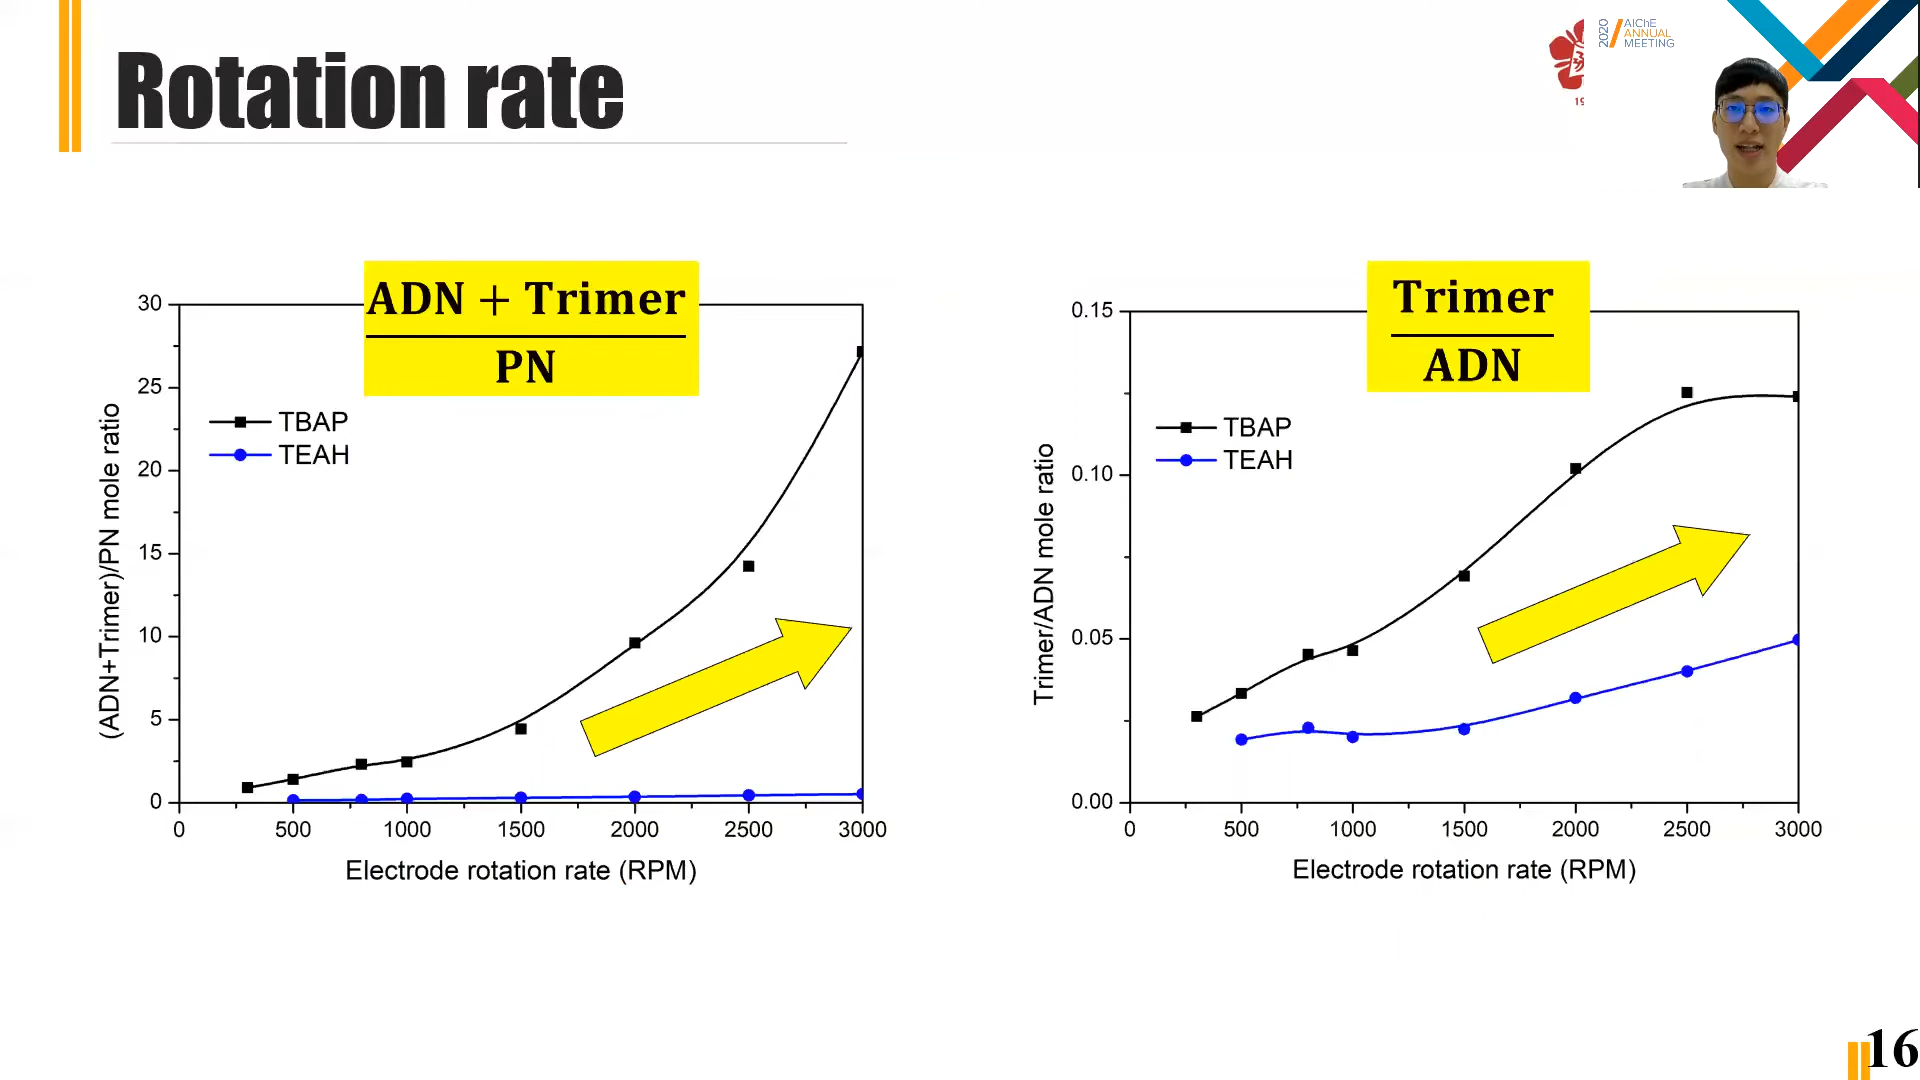 Rotation rate
2020
AIChE
ANNUAL
MEETING
ADN + Trimer
PN
(ADN+Trimer)/PN mole ratio
30
25
20
15
10
5
0
TBAP
TEAH
0 500 1000 1500 2000 2500 3000
Electrode rotation rate (RPM)
Trimer
ADN
Trimer/ADN mole ratio
0.15
0.10
0.05
0.00
TBAP
TEAH
0 500 1000 1500 2000 2500 3000
Electrode rotation rate (RPM)
16